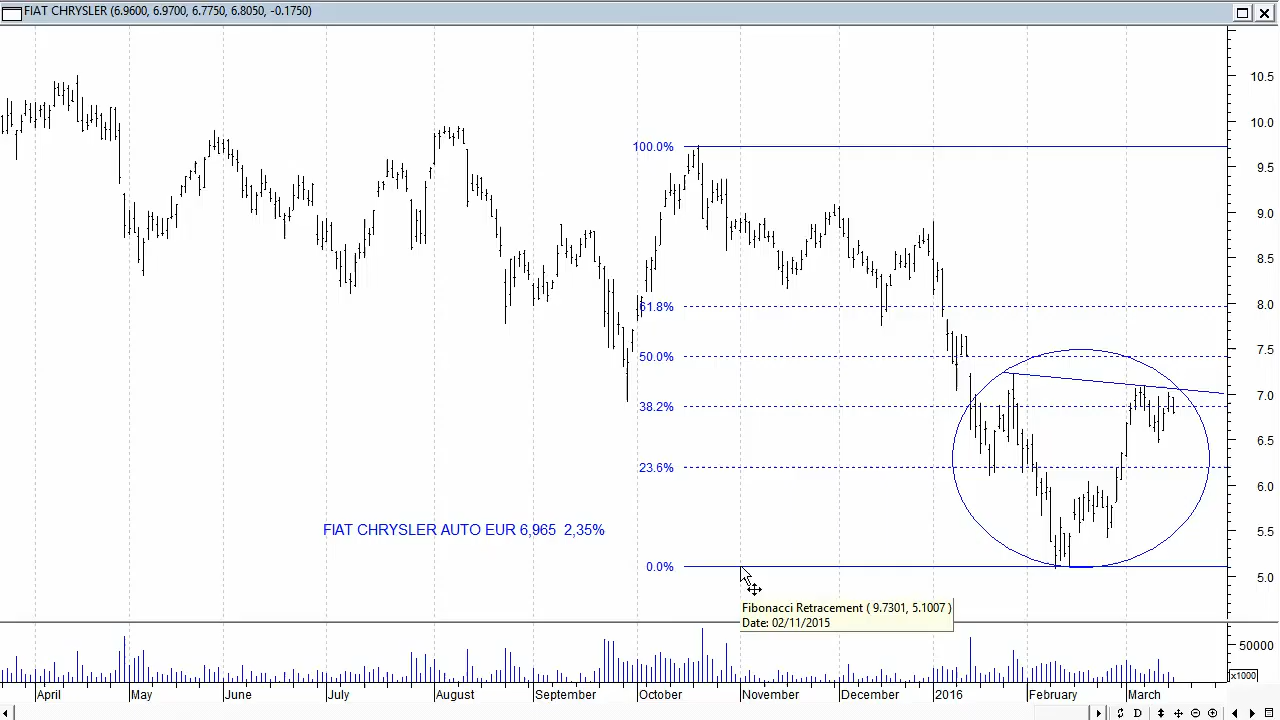 FIAT CHRYSLER (6.9600, 6.9700, 6.7750, 6.8050, -0.1750)
10.5
10.0
100.0%
9.5
9.0
8.5
61.8%
8.0
50.0%
7.5
7.0
38.2%
6.5
23.6%
6.0
FIAT CHRYSLER AUTO EUR 6,965 2,35%
5.5
0.0%
5.0
Fibonacci Retracement ( 9.7301, 5.1007 )
Date: 02/11/2015
50000
x1000
April May June July August September October November December 2016 February March
D